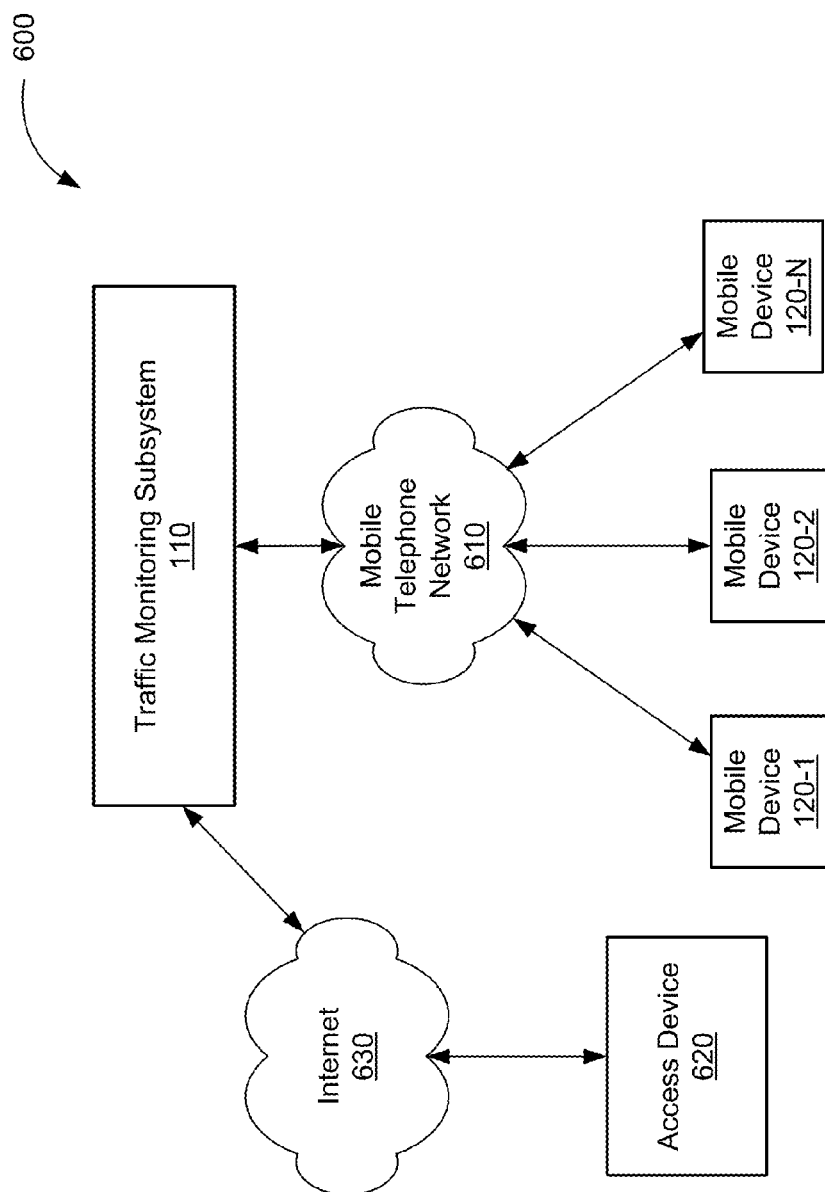 600
Traffic Monitoring Subsystem
110
Internet
630
Mobile
Telephone
Network
610
Access Device
620
Mobile
Device
120-1
Mobile
Device
120-2
Mobile
Device
120-N